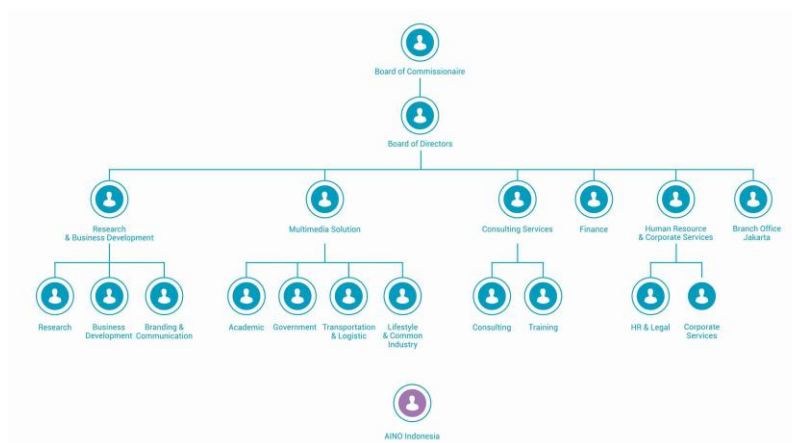 Board of Commissionaire
Board of Directors
Research
& Business Development
Multimedia Solution
Consulting Services
Finance
Human Resource
& Corporate Services
Branch Office
Jakarta
Research
Business
Development
Branding &
Communication
Academic
Government
Transportation
& Logistic
Lifestyle
& Common
Industry
Consulting
Training
HR & Legal
Corporate
Services
AINO Indonesia